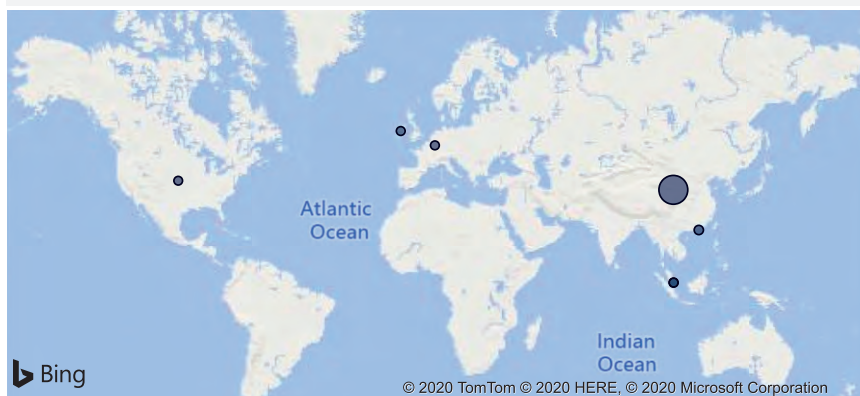 Atlantic
Ocean
Indian
Ocean
Bing
© 2020 TomTom © 2020 HERE, © 2020 Microsoft Corporation